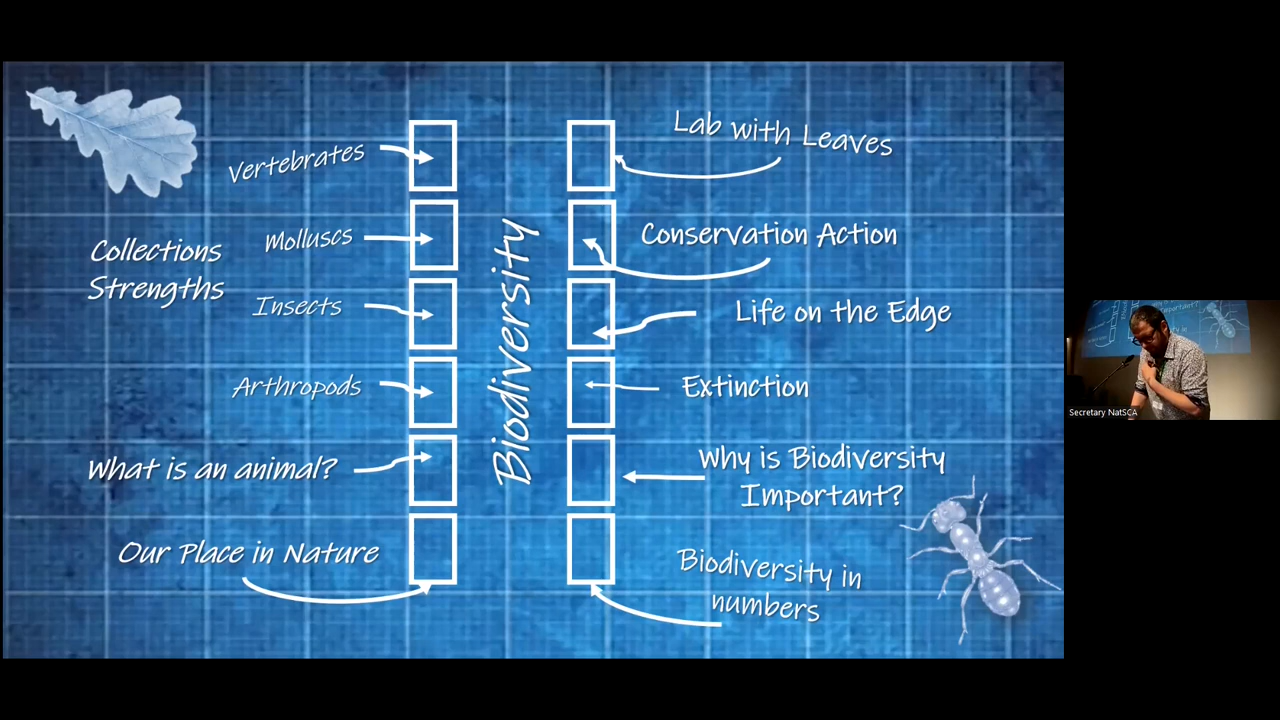 Vertebrates
Molluscs
Collections
Strengths
Insects
Arthropods
What is an animal?
Our Place in Nature
Biodiversity
Lab with Leaves
Conservation Action
Life on the Edge
Extinction
Why is Biodiversity
Important?
Biodiversity in
numbers
Secretary NatSCA